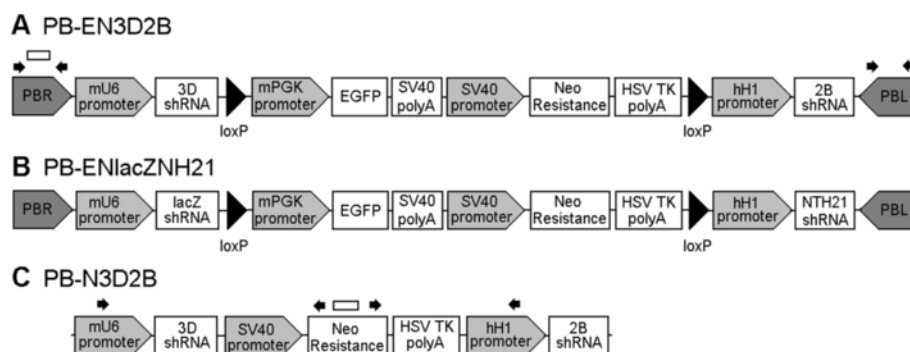 A PB-EN3D2B
PBR mU6 promoter 3D shRNA mPGK promoter EGFP SV40 polyA SV40 promoter Neo Resistance HSV TK polyA hH1 promoter 2B shRNA PBL
loxP loxP
B PB-ENlacZNH21
PBR mU6 promoter lacZ shRNA mPGK promoter EGFP SV40 polyA SV40 promoter Neo Resistance HSV TK polyA hH1 promoter NTH21 shRNA PBL
loxP loxP
C PB-N3D2B
mU6 promoter 3D shRNA SV40 promoter Neo Resistance HSV TK polyA hH1 promoter 2B shRNA